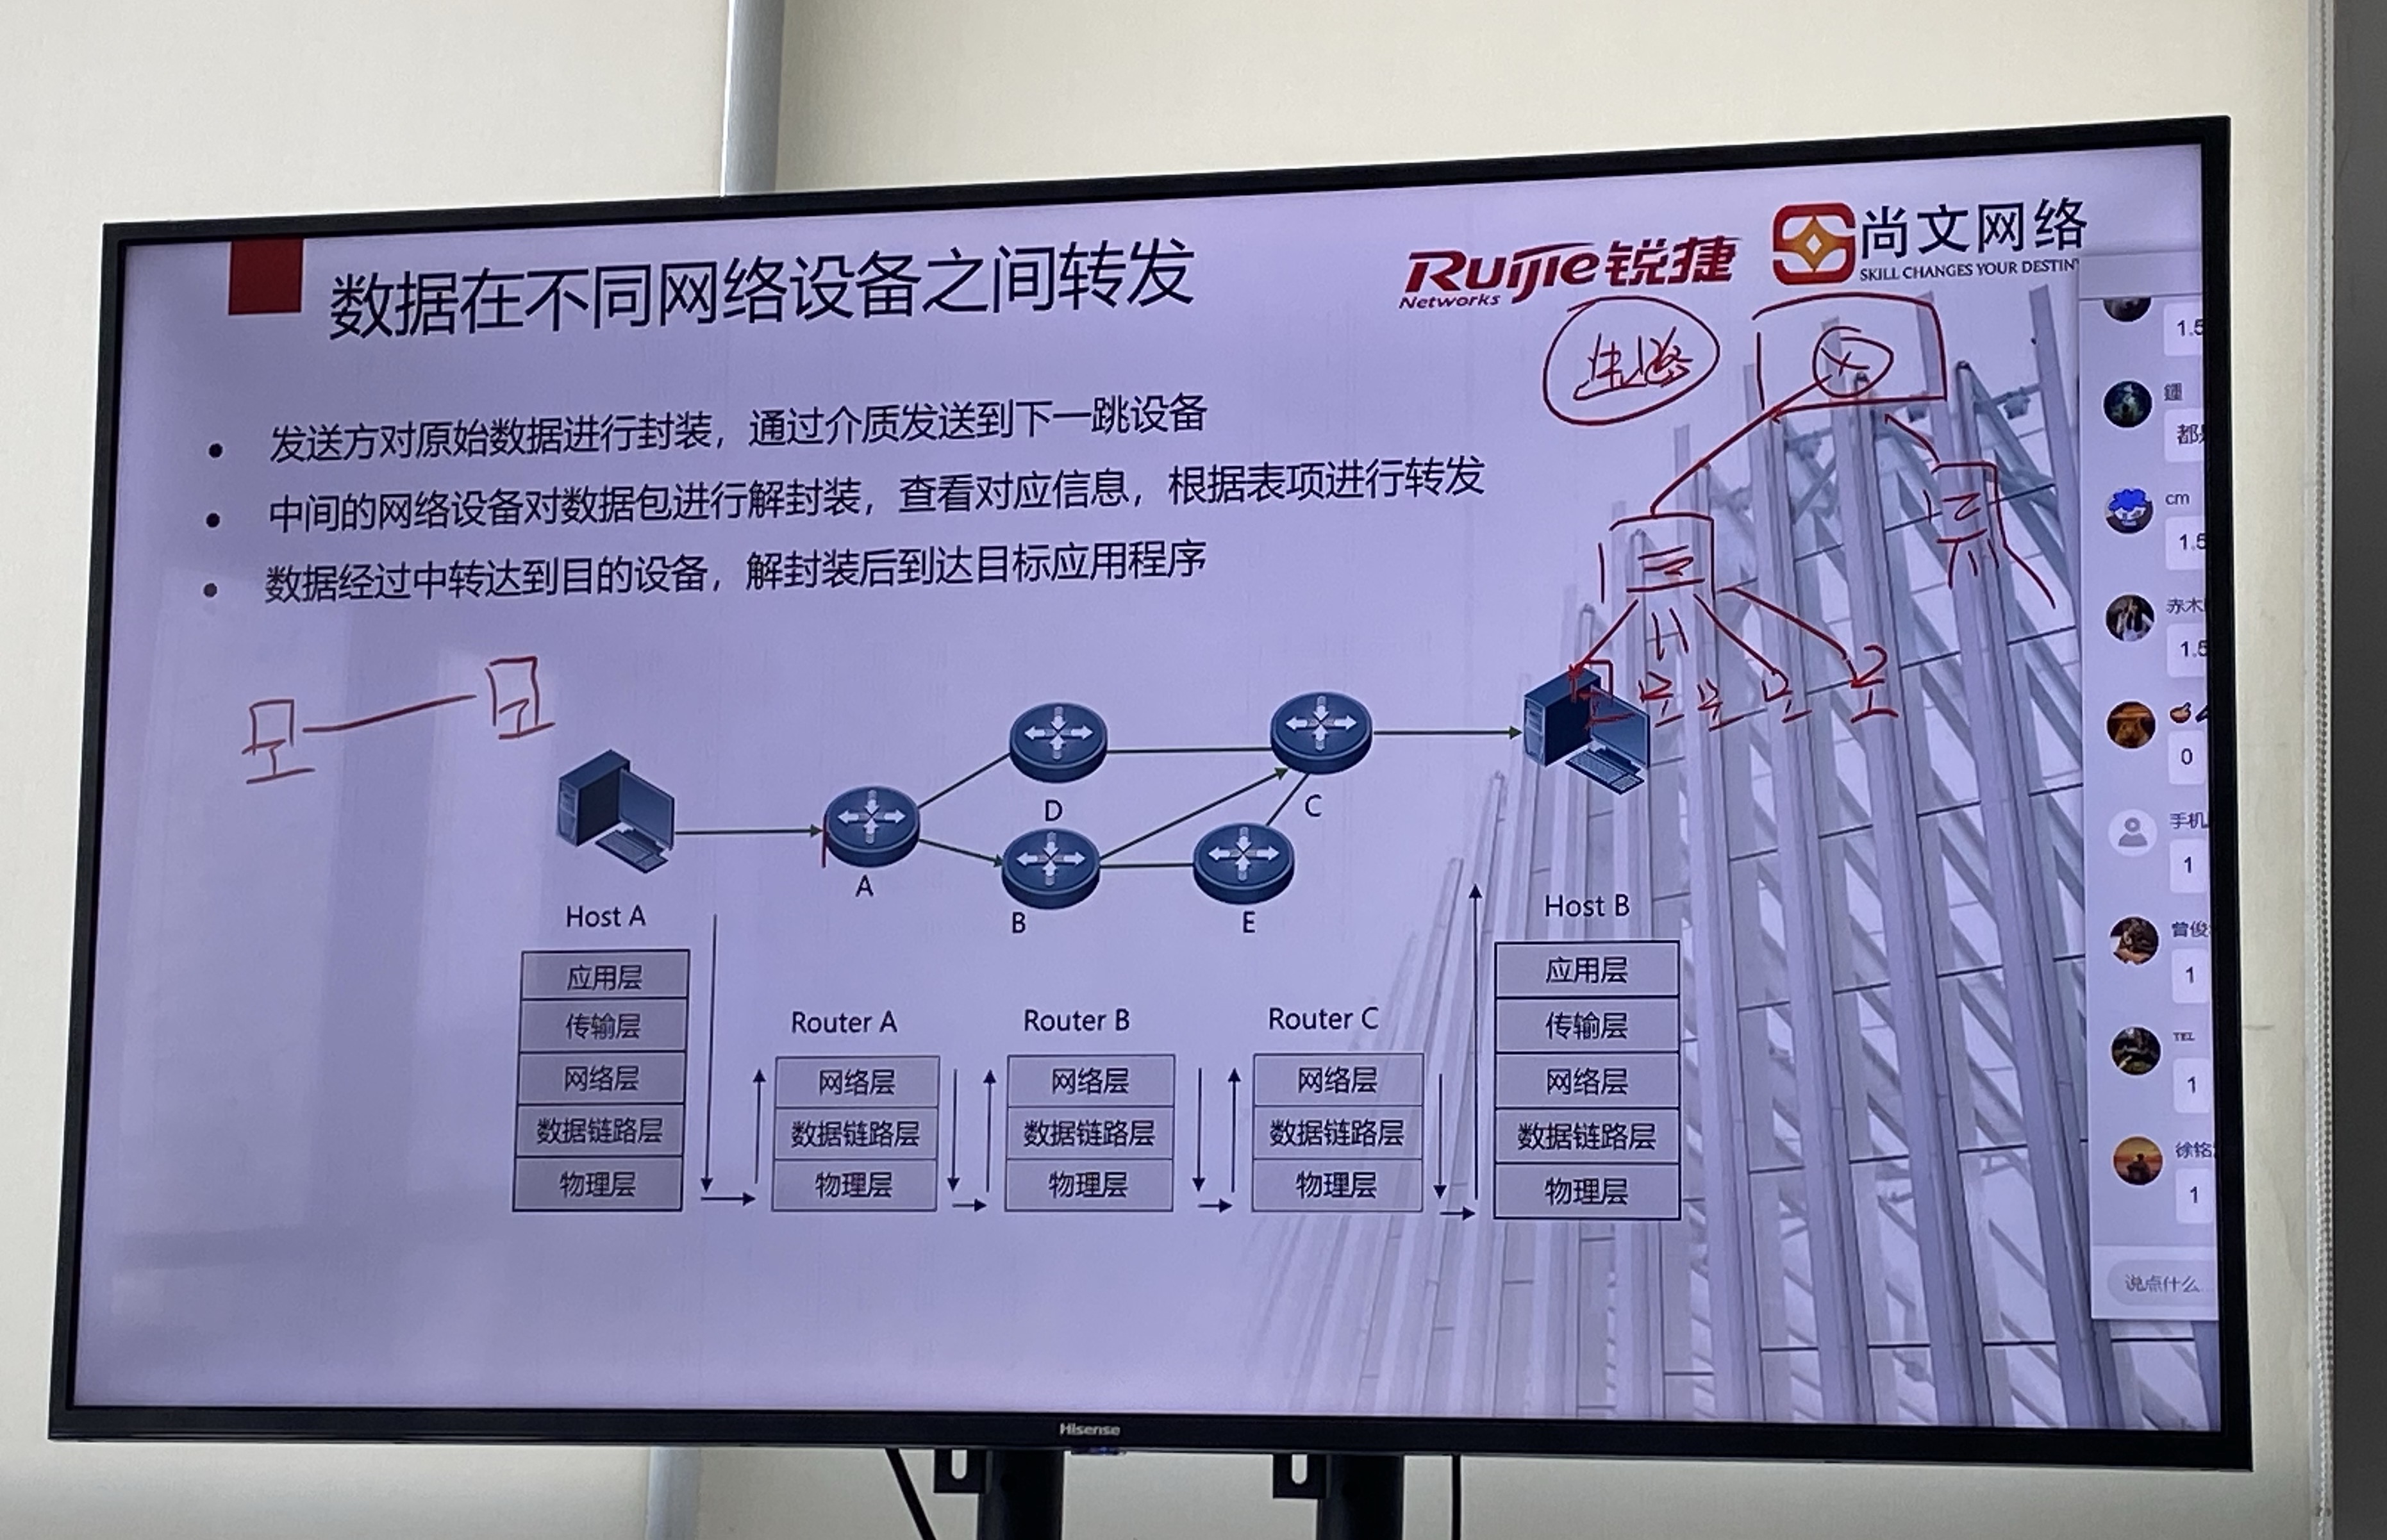 数据在不同网络设备之间转发
Ruijie锐捷
Networks
尚文网络
SKILL CHANGES YOUR DESTIN
发送方对原始数据进行封装，通过介质发送到下一跳设备
中间的网络设备对数据包进行解封装，查看对应信息，根据表项进行转发
数据经过中转达到目的设备，解封装后到达目标应用程序
D
C
A
B
E
Host A
应用层
传输层
网络层
数据链路层
物理层
Router A
网络层
数据链路层
物理层
Router B
网络层
数据链路层
物理层
Router C
网络层
数据链路层
物理层
Host B
应用层
传输层
网络层
数据链路层
物理层
1.5
都是
cm
1.5
赤木
1.5
0
手机
1
曾俊
1
TEL
1
徐铭
1
说点什么
Hisense